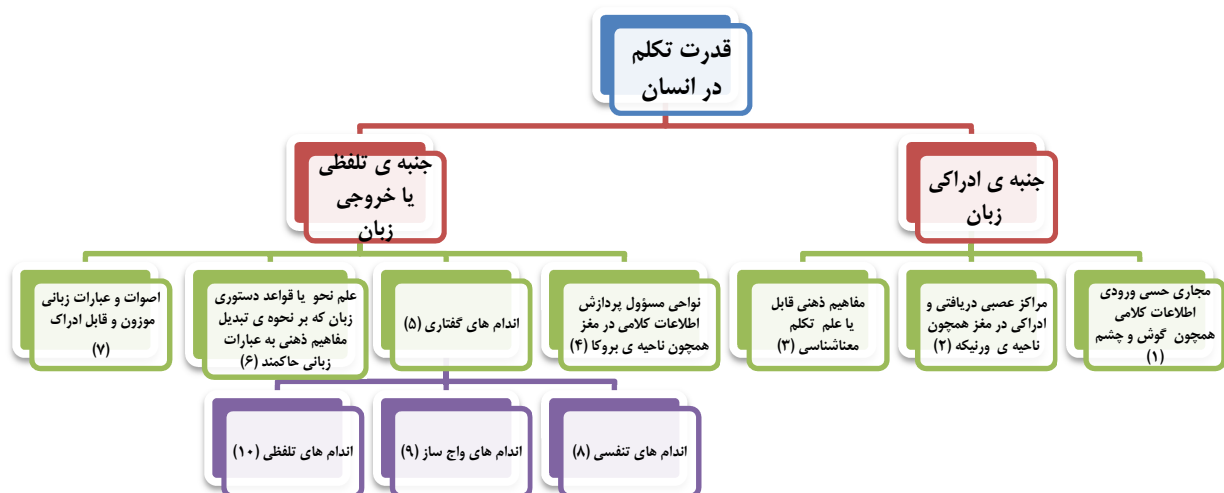 قدرت تکلم
در انسان
جنبه ی ادراکی
زبان
جنبه ی تلفظی
یا خروجی
زبان
مجاری حسی ورودی
اطلاعات کلامی
همچون گوش و چشم
(۱)
مراکز عصبی دریافتی و
ادراکی در مغز همچون
ناحیه ی ورنیکه (۲)
مفاهیم ذهنی قابل
تکلم یا علم
معناشناسی (۳)
نواحی مسؤول پردازش
اطلاعات کلامی در مغز
همچون ناحیه ی بروکا (۴)
اندام های گفتاری (۵)
علم نحو یا قواعد دستوری
زبان که بر نحوه ی تبدیل
مفاهیم ذهنی به عبارات
زبانی حاکمند (۶)
اصوات و عبارات زبانی
موزون و قابل ادراک
(۷)
اندام های تنفسی (۸)
اندام های واج ساز (۹)
اندام های تلفظی (۱۰)